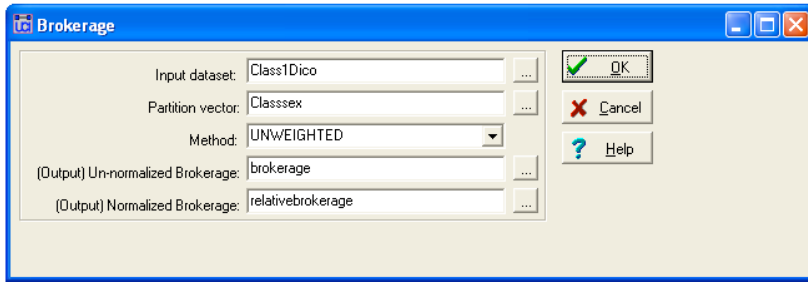 Brokerage
Input dataset: Class1Dico ...
OK
Partition vector: Classsex ...
Cancel
Method: UNWEIGHTED
Help
(Output) Un-normalized Brokerage: brokerage ...
(Output) Normalized Brokerage: relativebrokerage ...